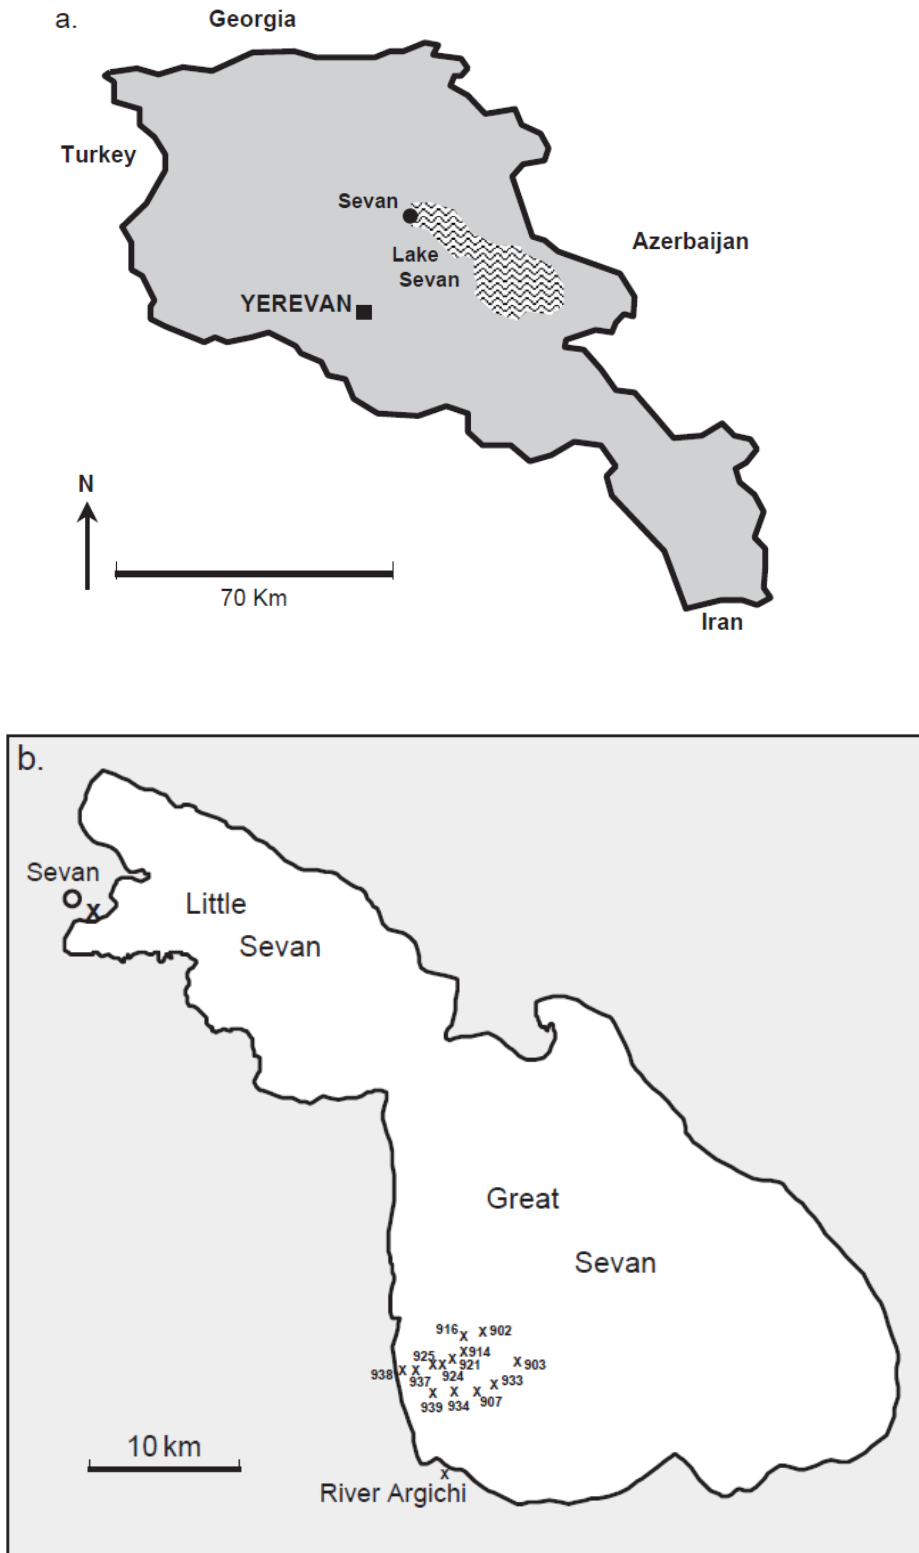 a.
Georgia
Turkey
Sevan
Azerbaijan
Lake
Sevan
YEREVAN
N
70 Km
Iran
b.
Sevan
X
Little
Sevan
Great
Sevan
916 X X 902
X 914
925 X X X 921
X 903
938 X X 937
924
X 933
X 939
X 934
X 907
10 km
X
River Argichi